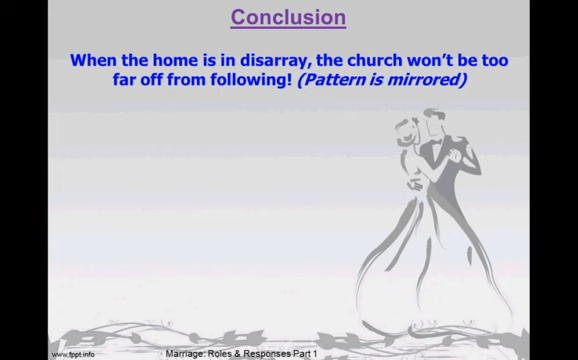 Conclusion
When the home is in disarray, the church won't be too
far off from following! (Pattern is mirrored)
www.fppt.info
Marriage: Roles & Responses Part 1